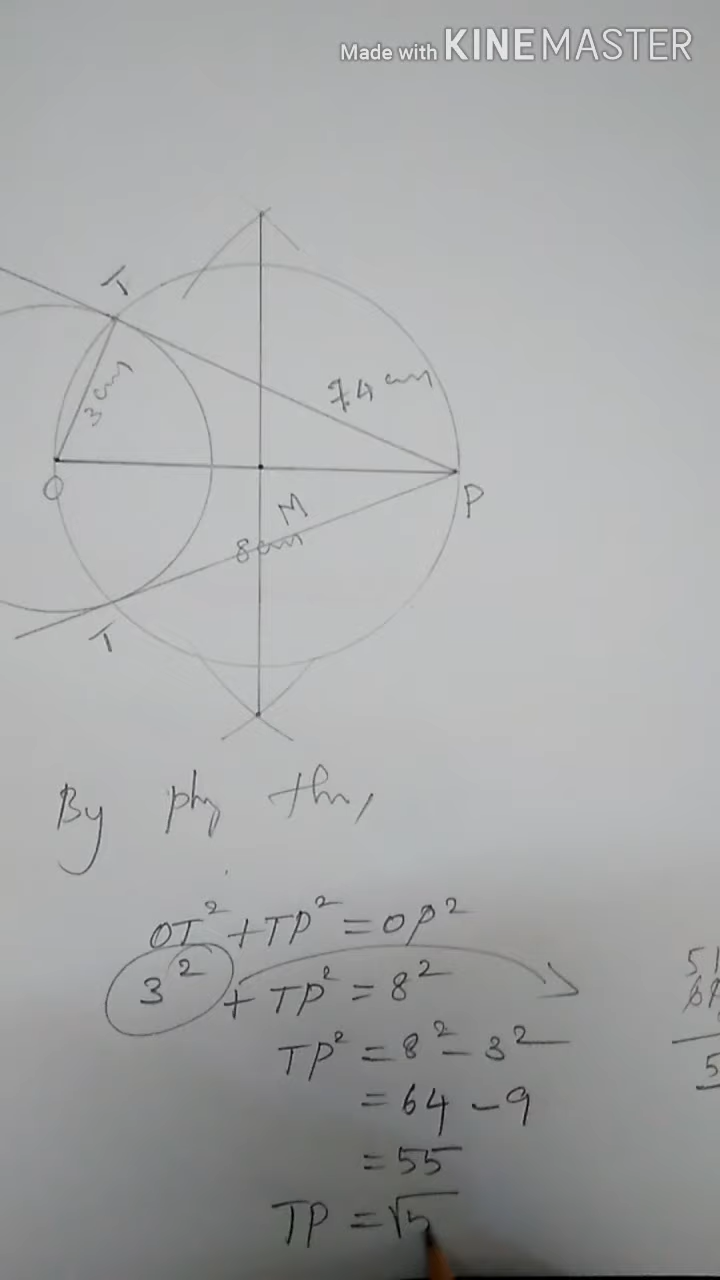 Made with KINEMASTER
T
3 cm
7.4 cm
O
M
P
8 cm
T
By phy thm,
OT² + TP² = OP²
3² + TP² = 8²
TP² = 8² - 3²
= 64 - 9
= 55
TP = √5